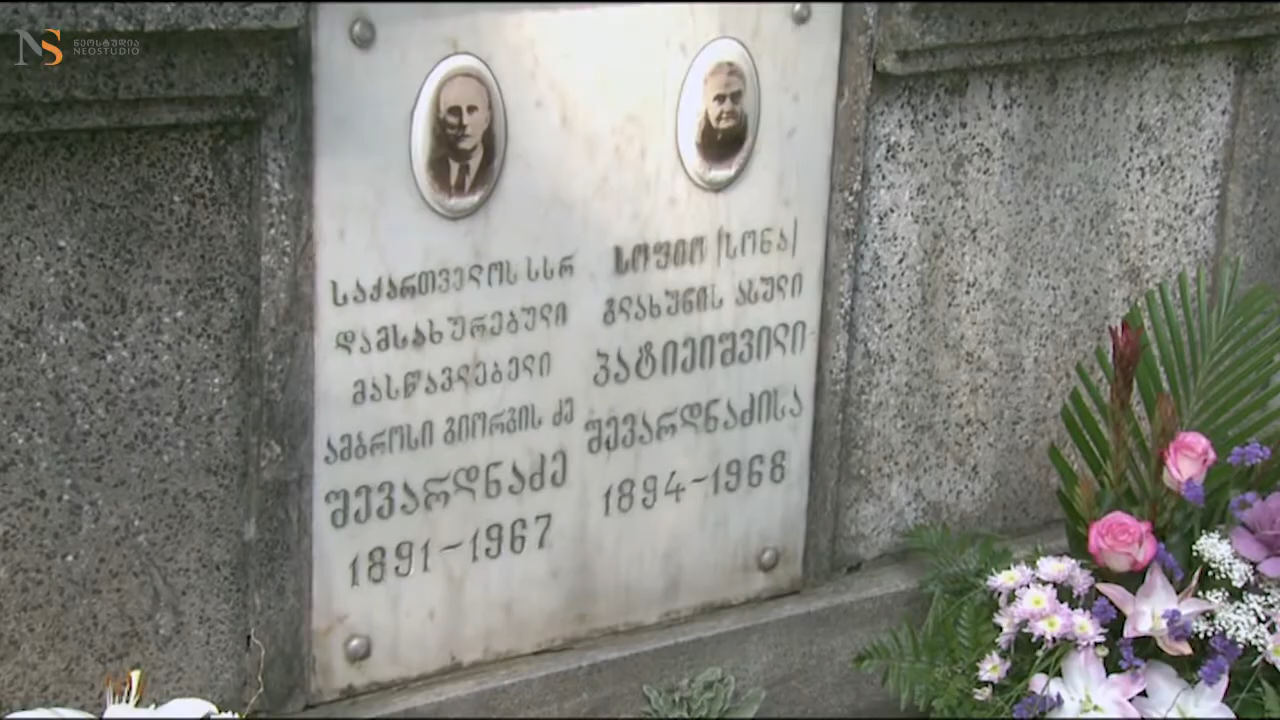 NS ნეოსტუდია
NEOSTUDIO
საქართველოს სსრ
დამსახურებული
მასწავლებელი
ამბროსი გიორგის ძე
შევარდნაძე
1891-1967
სოფიო /სონა/
გლახუნის ასული
პატიეიშვილი-
შევარდნაძისა
1894-1968